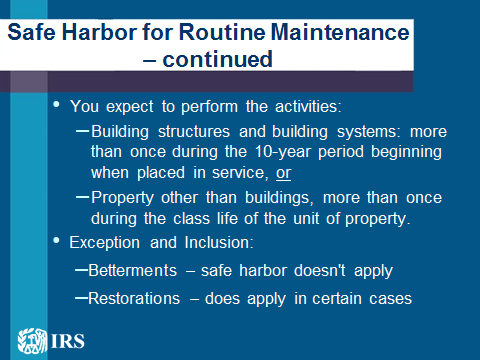 Safe Harbor for Routine Maintenance
– continued
• You expect to perform the activities:
–Building structures and building systems: more
than once during the 10-year period beginning
when placed in service, or
–Property other than buildings, more than once
during the class life of the unit of property.
• Exception and Inclusion:
–Betterments – safe harbor doesn't apply
–Restorations – does apply in certain cases
IRS